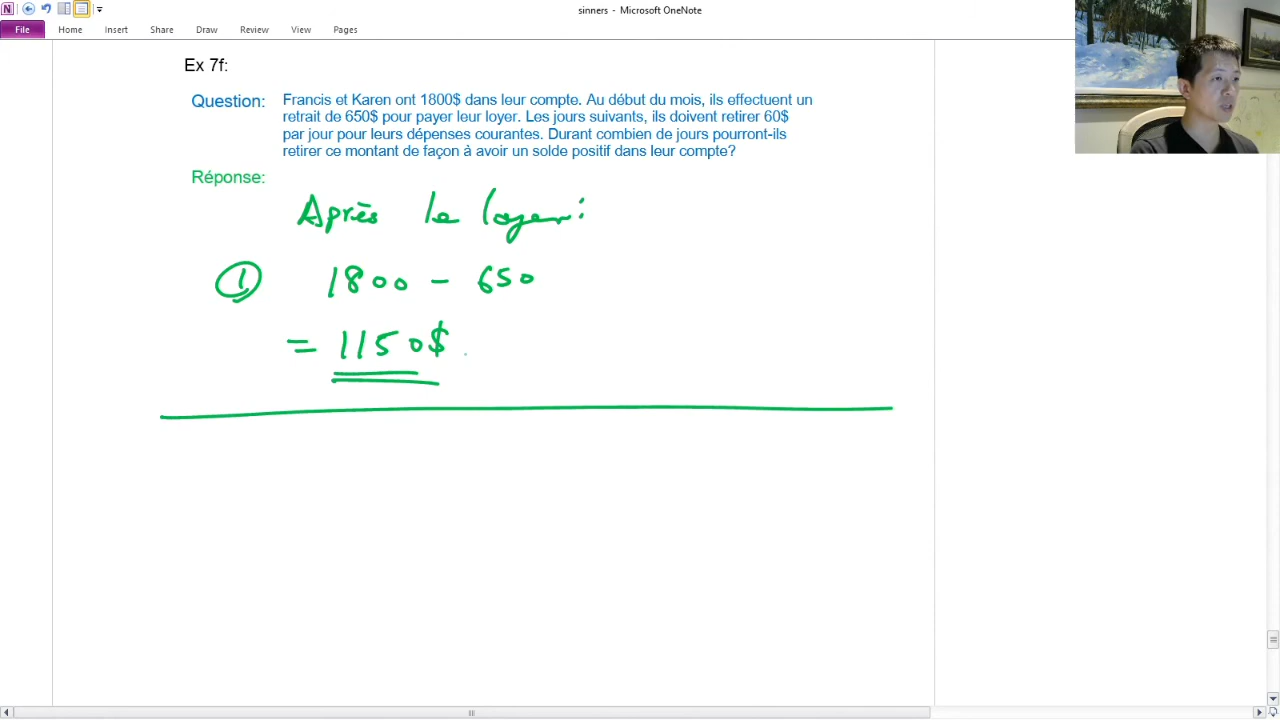 sinners - Microsoft OneNote
File Home Insert Share Draw Review View Pages
Ex 7f:
Question: Francis et Karen ont 1800$ dans leur compte. Au début du mois, ils effectuent un
retrait de 650$ pour payer leur loyer. Les jours suivants, ils doivent retirer 60$
par jour pour leurs dépenses courantes. Durant combien de jours pourront-ils
retirer ce montant de façon à avoir un solde positif dans leur compte?
Réponse:
Après le loyer:
① 1800 - 650
= 1150$